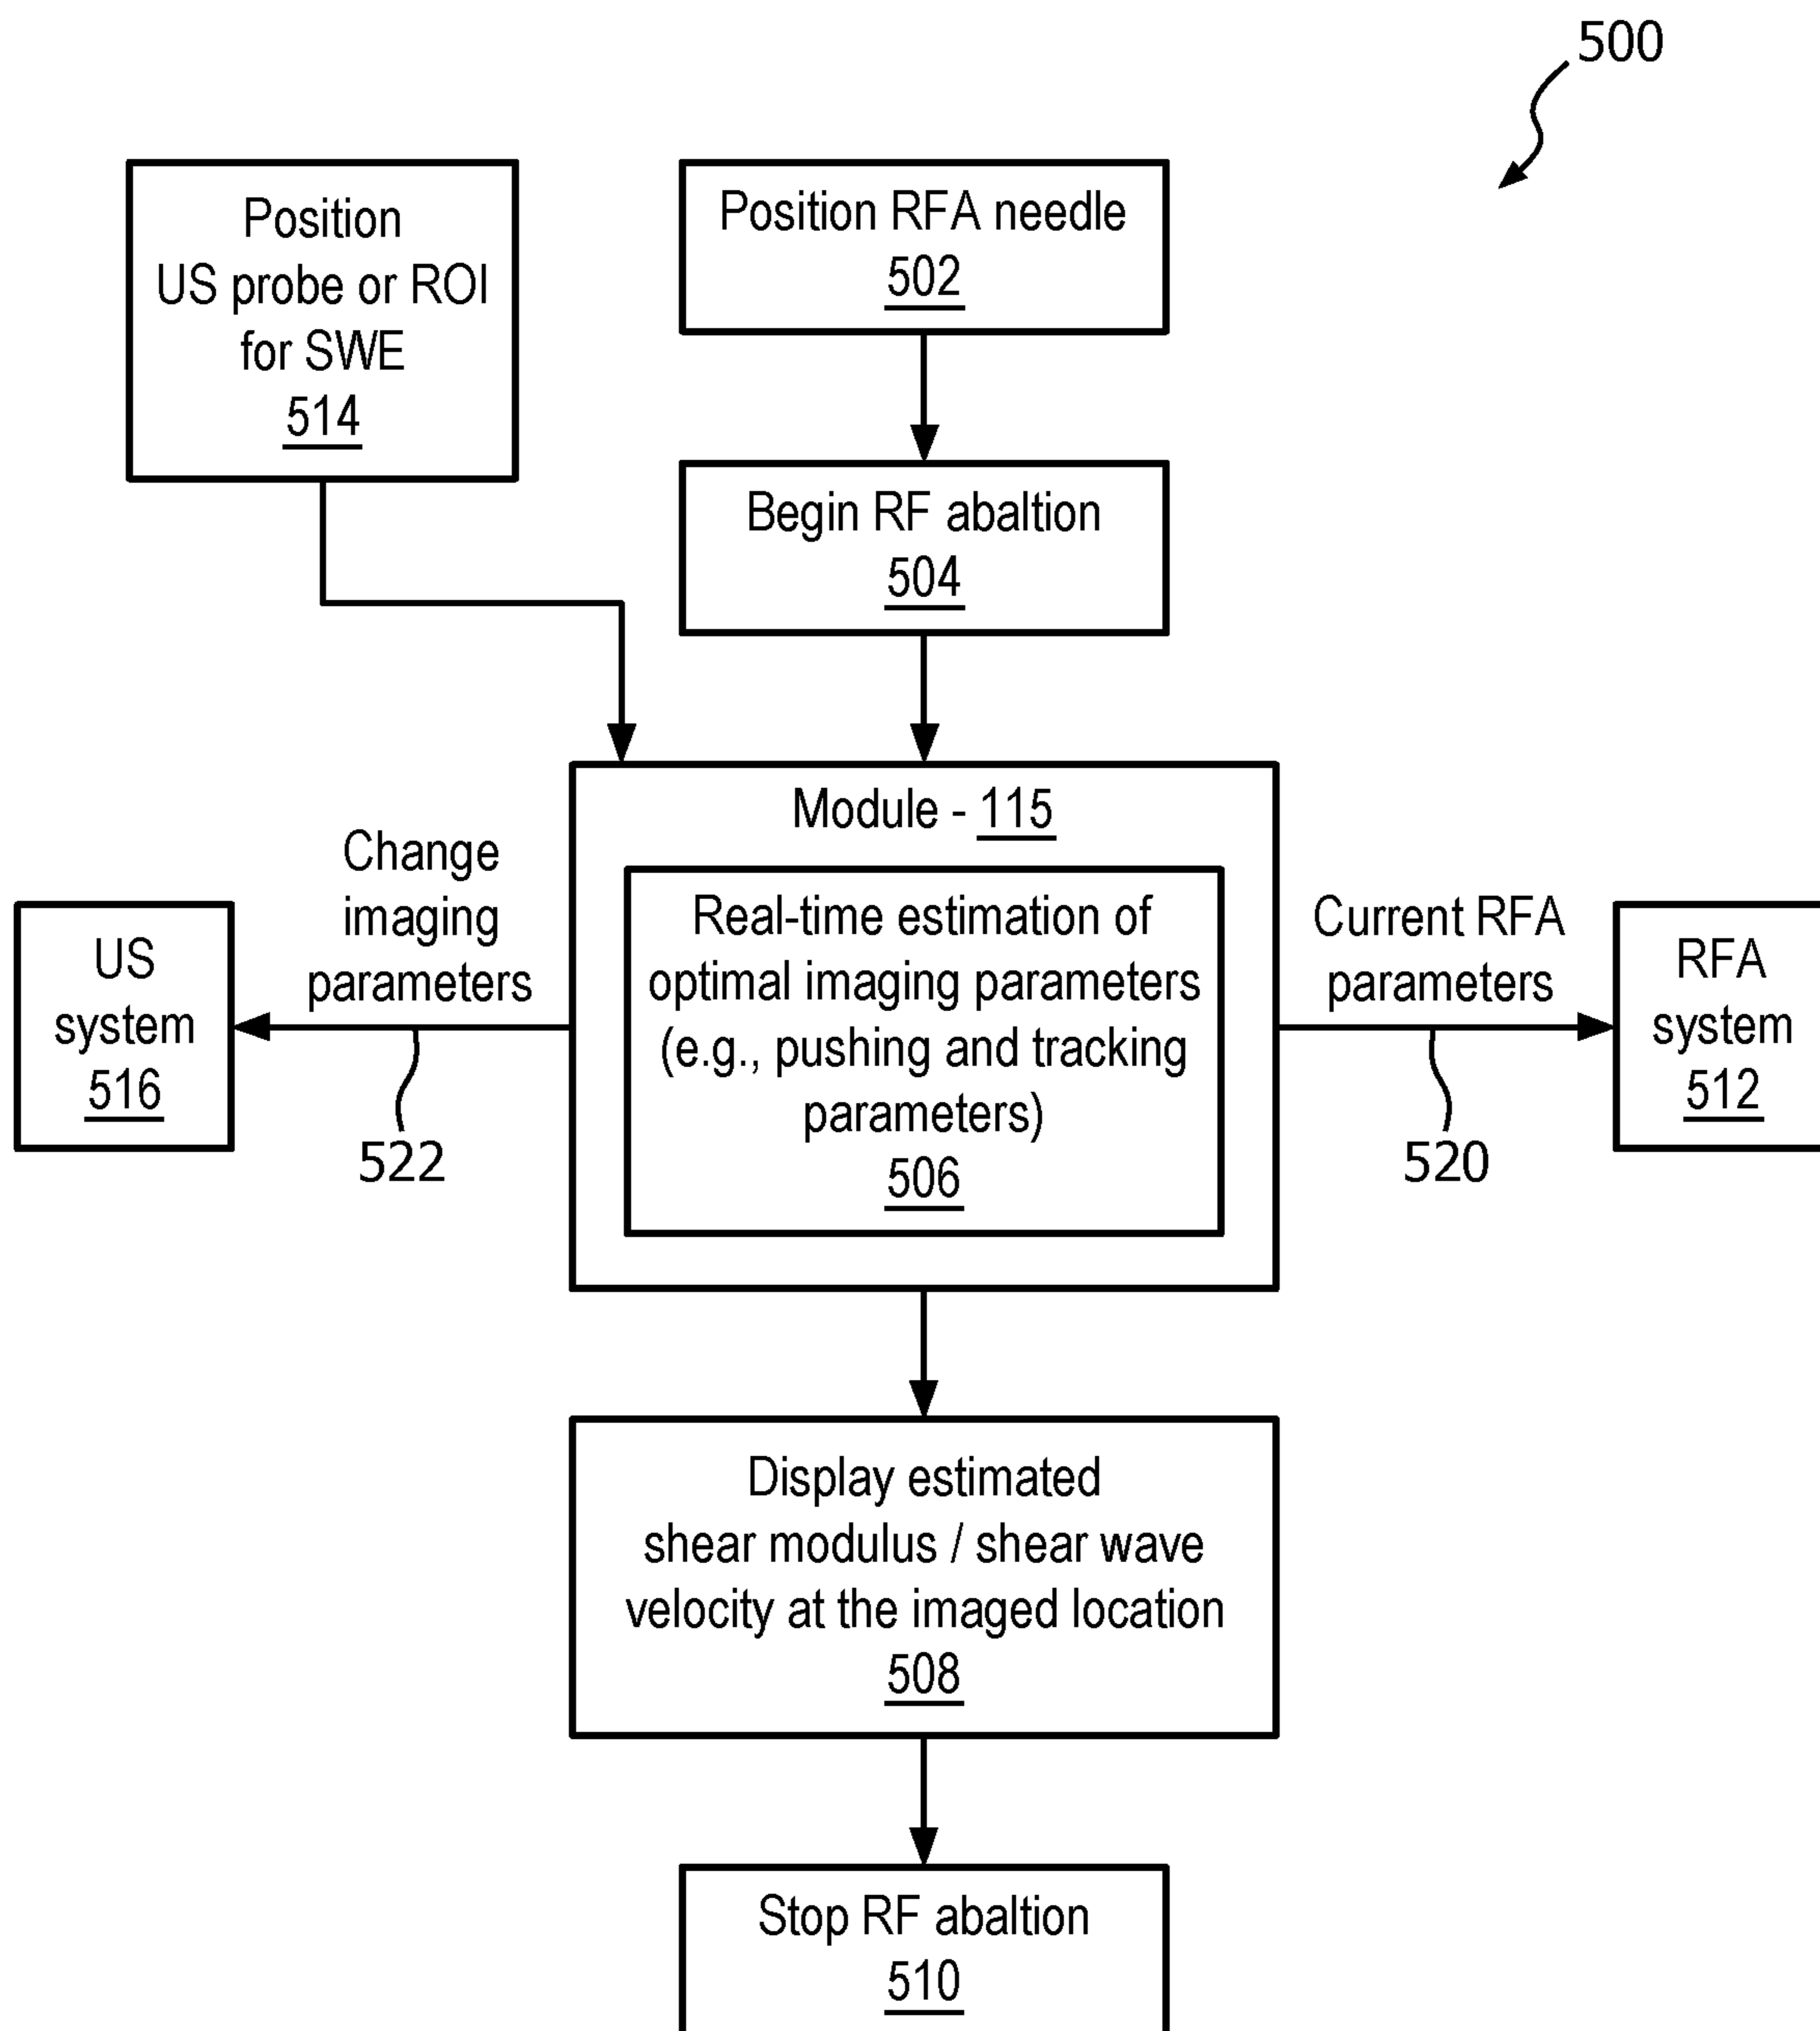 500
Position
US probe or ROI
for SWE
514
Position RFA needle
502
Begin RF abaltion
504
Module - 115
Change
imaging
parameters
522
US
system
516
Real-time estimation of
optimal imaging parameters
(e.g., pushing and tracking
parameters)
506
Current RFA
parameters
520
RFA
system
512
Display estimated
shear modulus / shear wave
velocity at the imaged location
508
Stop RF abaltion
510